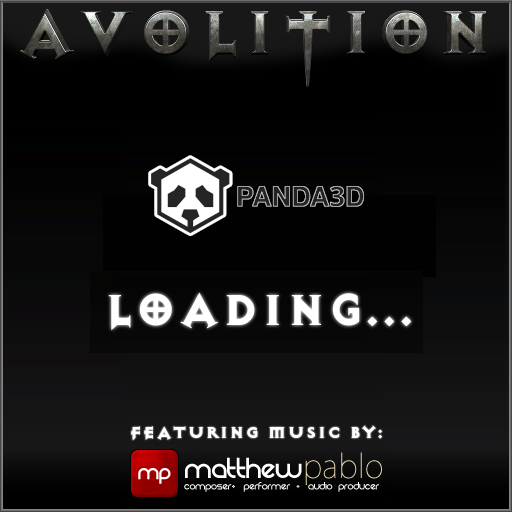 AVOLITION
PANDA3D
LOADING...
FEATURING MUSIC BY:
mp matthewpablo
composer• performer • audio producer